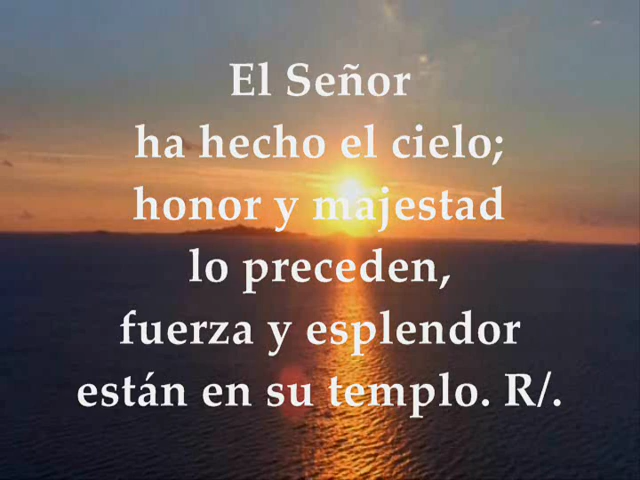 El Señor
ha hecho el cielo;
honor y majestad
lo preceden,
fuerza y esplendor
están en su templo. R/.